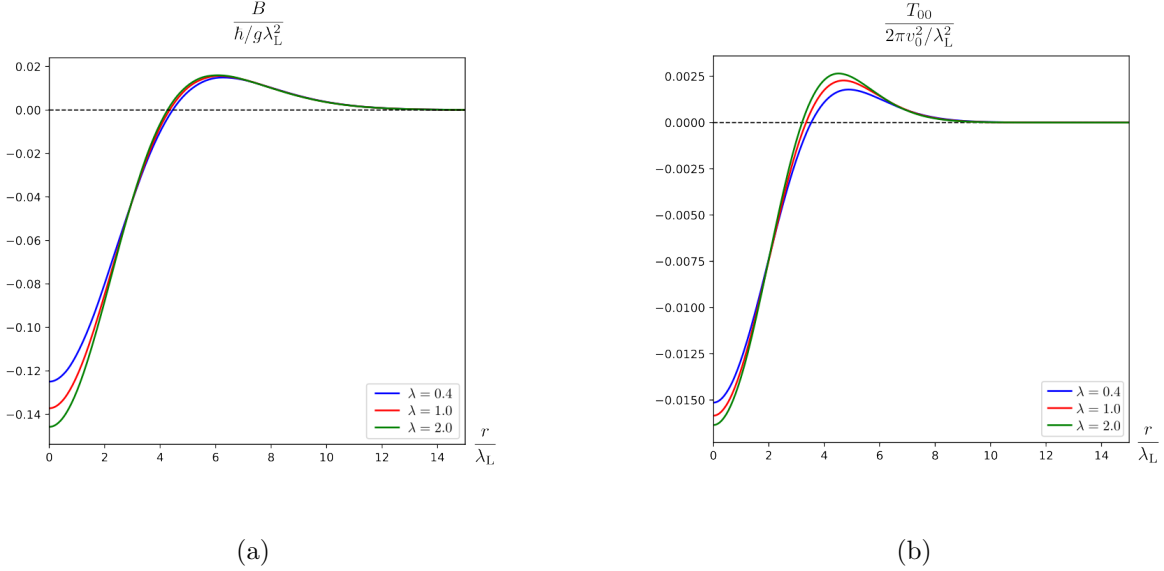 B
ħ/gλ_L^2
0.02
0.00
−0.02
−0.04
−0.06
−0.08
−0.10
−0.12
−0.14
λ = 0.4
λ = 1.0
λ = 2.0
0 2 4 6 8 10 12 14
r
λ_L
(a)
T_00
2πv_0^2/λ_L^2
0.0025
0.0000
−0.0025
−0.0050
−0.0075
−0.0100
−0.0125
−0.0150
λ = 0.4
λ = 1.0
λ = 2.0
0 2 4 6 8 10 12 14
r
λ_L
(b)